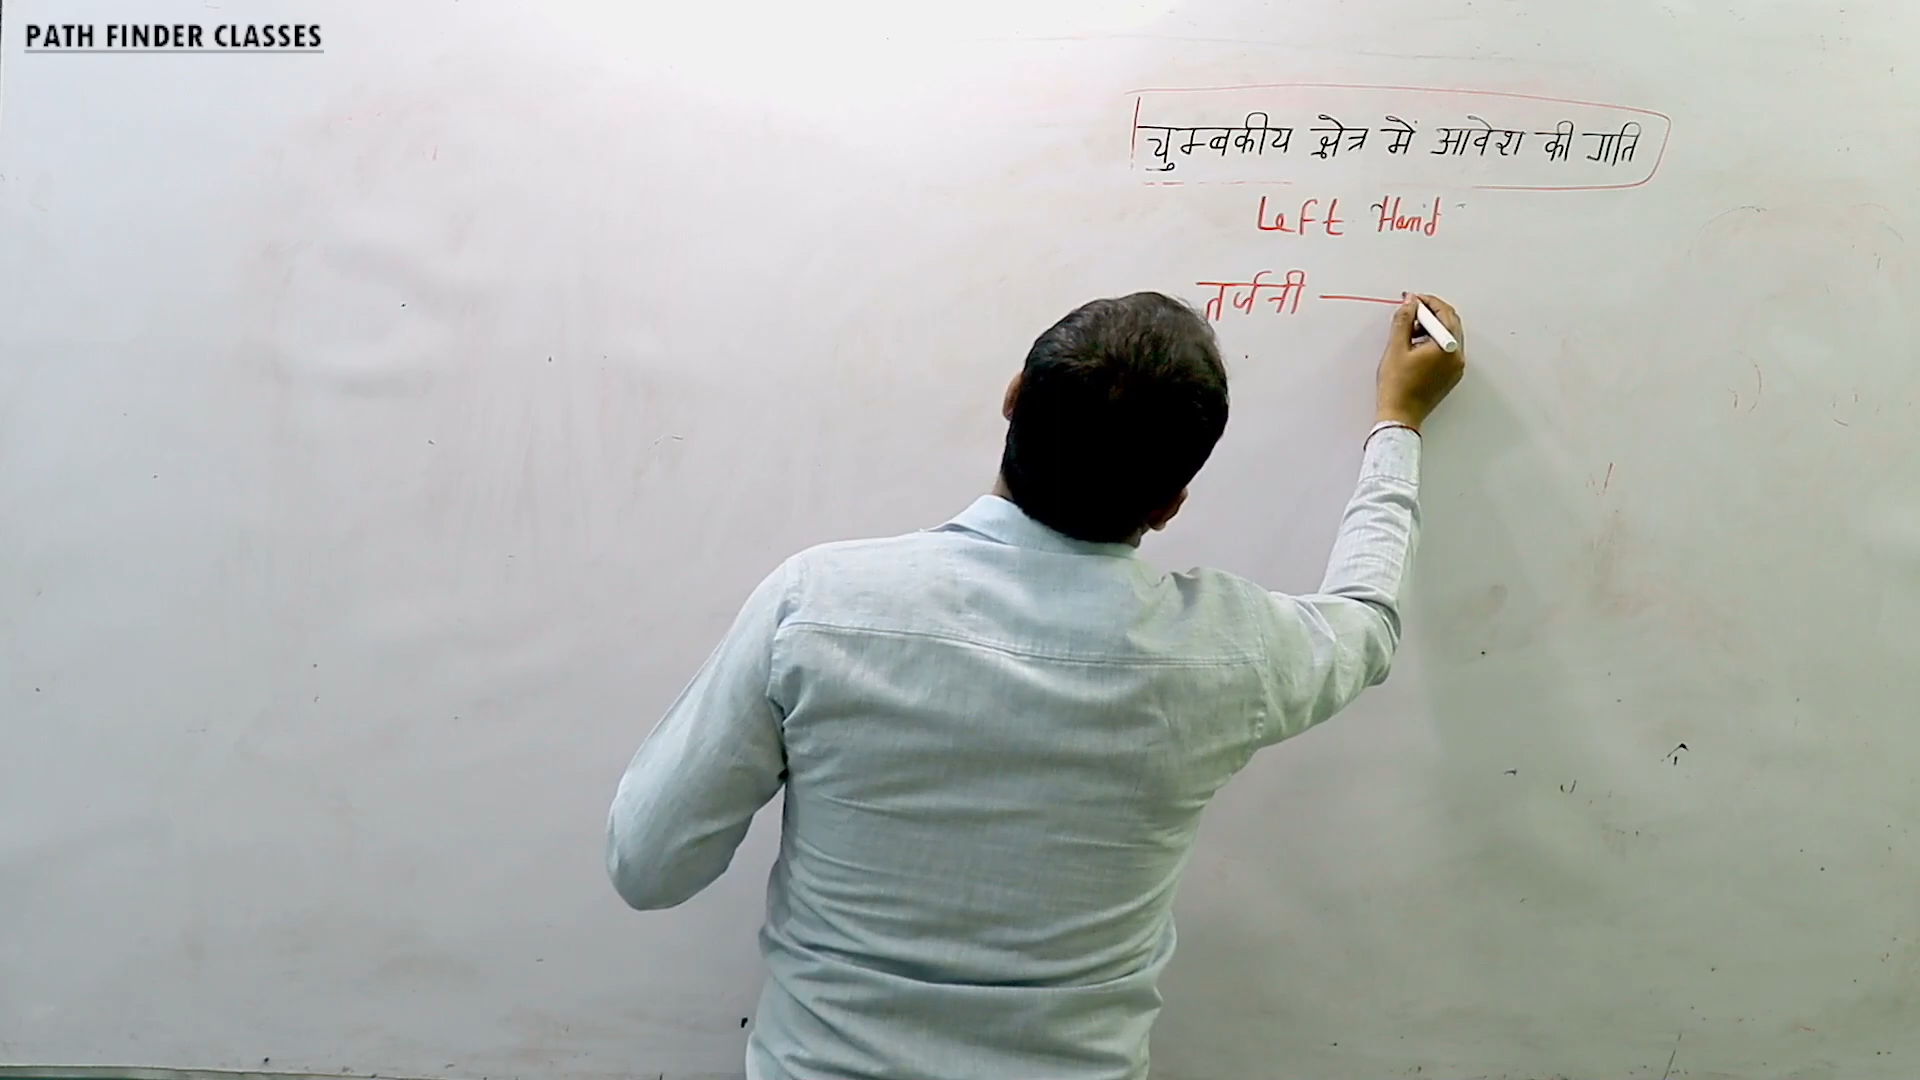 PATH FINDER CLASSES
चुम्बकीय क्षेत्र में आवेश की गति
Left Hand
तर्जनी